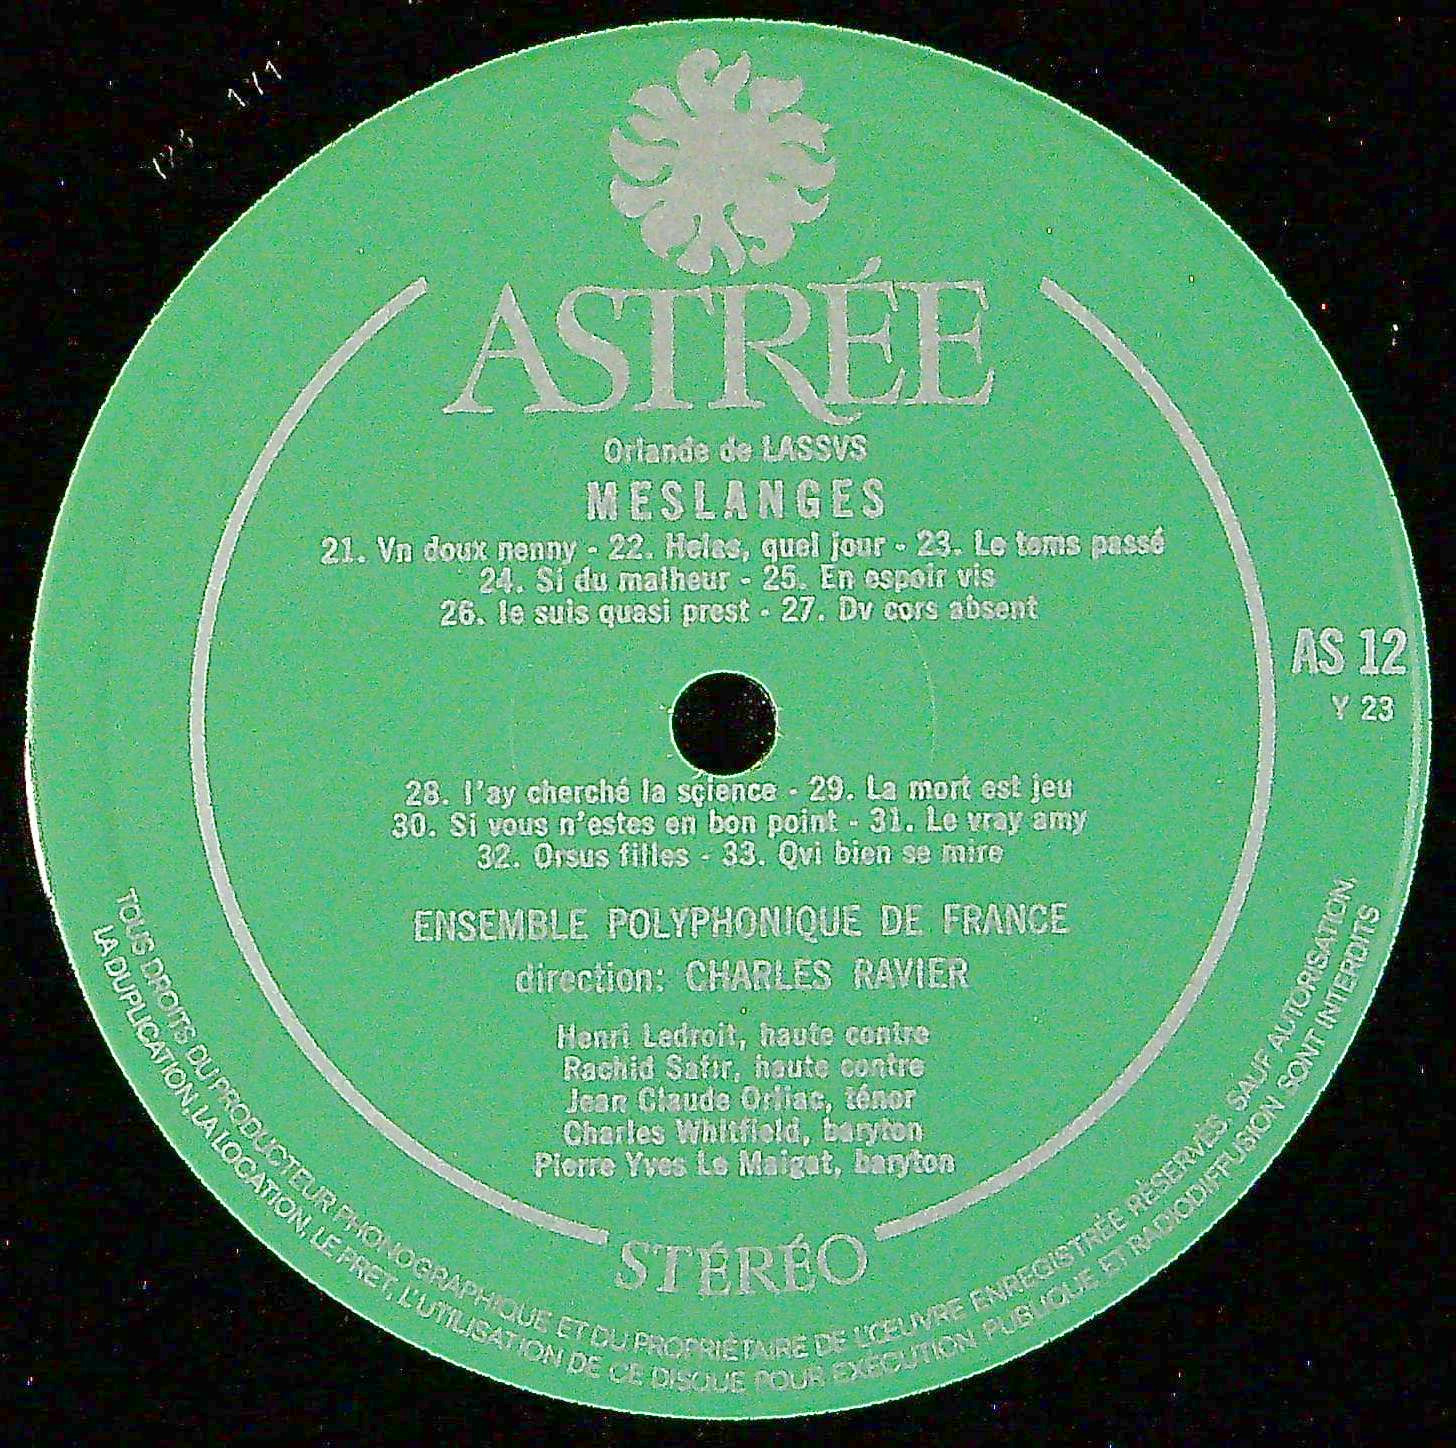 ASTRÉE
Orlande de LASSVS
MESLANGES
21. Vn doux nenny - 22. Helas, quel jour - 23. Le tems passé
24. Si du malheur - 25. En espoir vis
26. Ie suis quasi prest - 27. Dv cors absent
AS 12
Y 23
28. I'ay cherché la sçience - 29. La mort est jeu
30. Si vous n'estes en bon point - 31. Le vray amy
32. Orsus filles - 33. Qvi bien se mire
ENSEMBLE POLYPHONIQUE DE FRANCE
direction: CHARLES RAVIER
Henri Ledroit, haute contre
Rachid Safir, haute contre
Jean Claude Orliac, ténor
Charles Whitfield, baryton
Pierre Yves Le Maigat, baryton
STÉRÉO
TOUS DROITS DU PRODUCTEUR PHONOGRAPHIQUE ET DU PROPRIÉTAIRE DE L'ŒUVRE ENREGISTRÉE RÉSERVÉS. SAUF AUTORISATION,
LA DUPLICATION, LA LOCATION, LE PRET, L'UTILISATION DE CE DISQUE POUR EXECUTION PUBLIQUE ET RADIODIFFUSION SONT INTERDITS